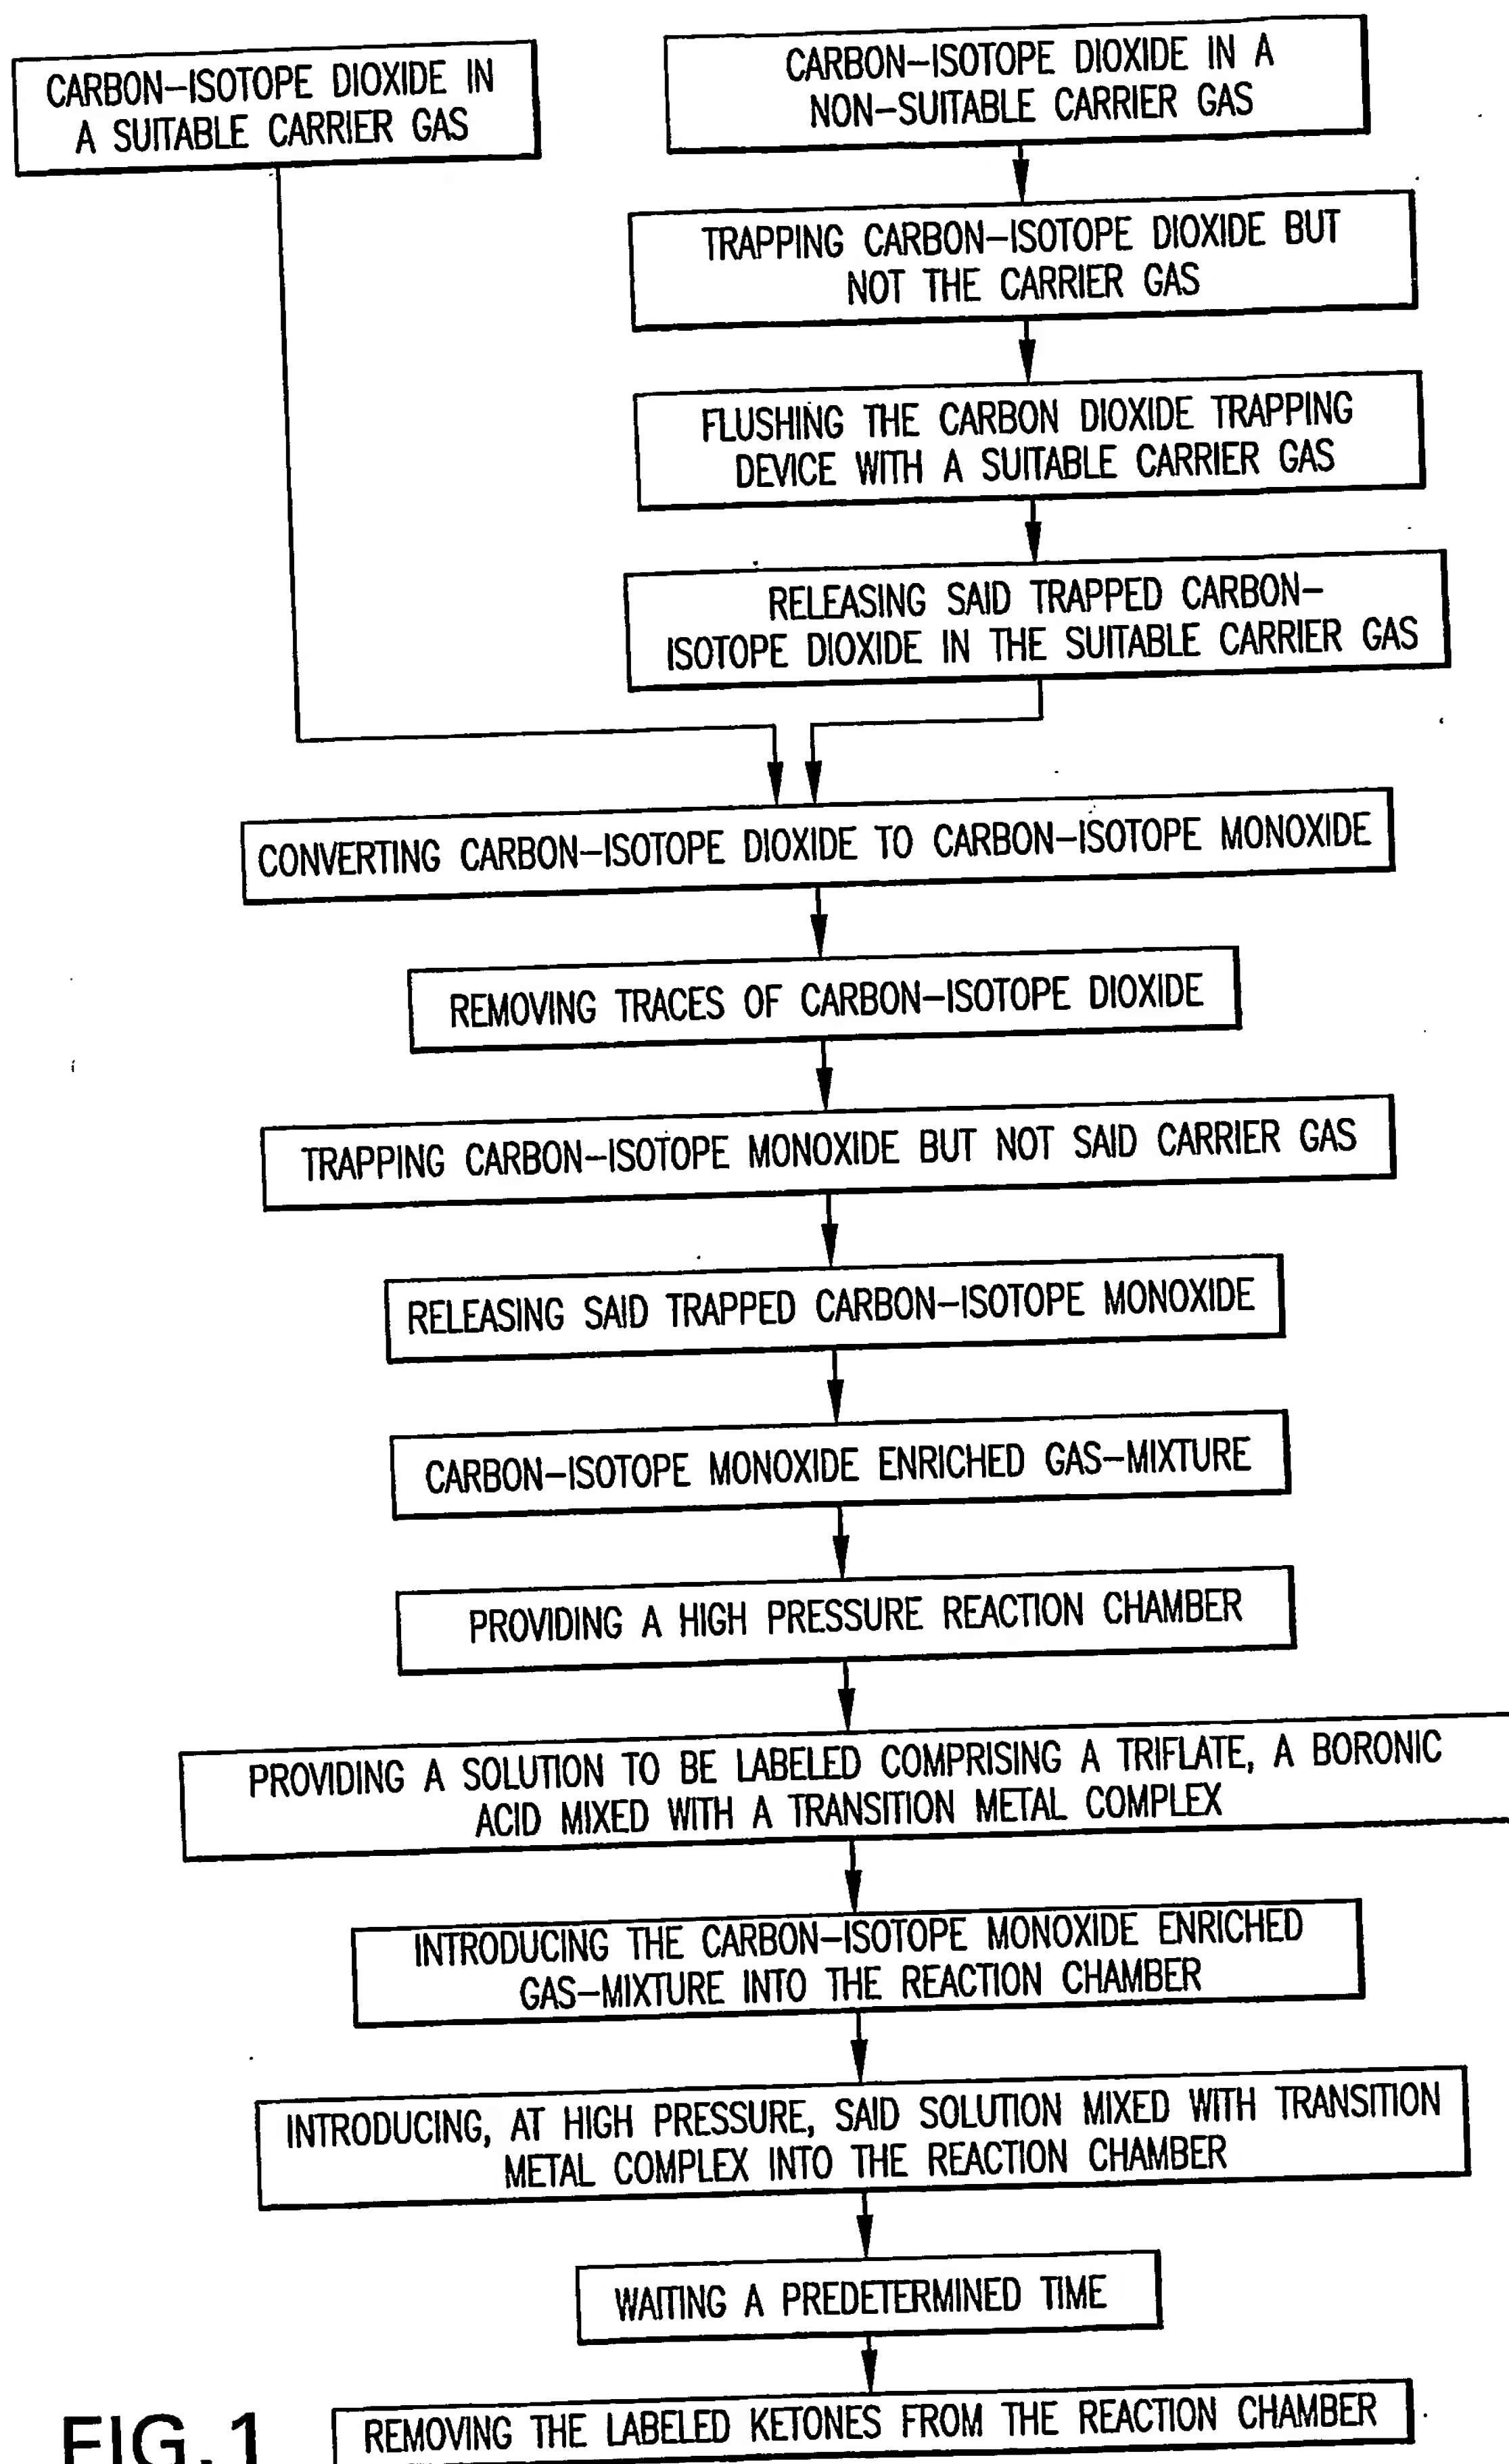 CARBON–ISOTOPE DIOXIDE IN
A SUITABLE CARRIER GAS
CARBON–ISOTOPE DIOXIDE IN A
NON–SUITABLE CARRIER GAS
TRAPPING CARBON–ISOTOPE DIOXIDE BUT
NOT THE CARRIER GAS
FLUSHING THE CARBON DIOXIDE TRAPPING
DEVICE WITH A SUITABLE CARRIER GAS
RELEASING SAID TRAPPED CARBON–
ISOTOPE DIOXIDE IN THE SUITABLE CARRIER GAS
CONVERTING CARBON–ISOTOPE DIOXIDE TO CARBON–ISOTOPE MONOXIDE
REMOVING TRACES OF CARBON–ISOTOPE DIOXIDE
TRAPPING CARBON–ISOTOPE MONOXIDE BUT NOT SAID CARRIER GAS
RELEASING SAID TRAPPED CARBON–ISOTOPE MONOXIDE
CARBON–ISOTOPE MONOXIDE ENRICHED GAS–MIXTURE
PROVIDING A HIGH PRESSURE REACTION CHAMBER
PROVIDING A SOLUTION TO BE LABELED COMPRISING A TRIFLATE, A BORONIC
ACID MIXED WITH A TRANSITION METAL COMPLEX
INTRODUCING THE CARBON–ISOTOPE MONOXIDE ENRICHED
GAS–MIXTURE INTO THE REACTION CHAMBER
INTRODUCING, AT HIGH PRESSURE, SAID SOLUTION MIXED WITH TRANSITION
METAL COMPLEX INTO THE REACTION CHAMBER
WAITING A PREDETERMINED TIME
REMOVING THE LABELED KETONES FROM THE REACTION CHAMBER
FIG. 1